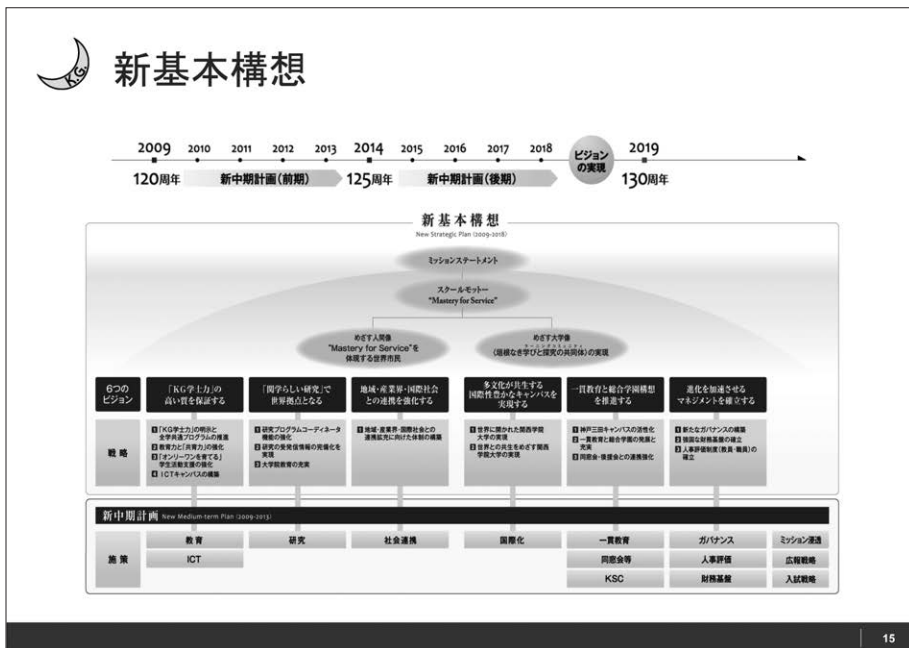 K.G.
新基本構想
2009 2010 2011 2012 2013 2014 2015 2016 2017 2018 ビジョンの実現 2019
120周年 新中期計画(前期) 125周年 新中期計画(後期) 130周年
新基本構想
New Strategic Plan (2009-2018)
ミッションステートメント
スクールモットー
"Mastery for Service"
めざす人間像
"Mastery for Service"を
体現する世界市民
めざす大学像
ラーニングコミュニティ
〈垣根なき学びと探究の共同体〉の実現
6つの
ビジョン
「KG学士力」の
高い質を保証する
「関学らしい研究」で
世界拠点となる
地域・産業界・国際社会
との連携を強化する
多文化が共生する
国際性豊かなキャンパスを
実現する
一貫教育と総合学園構想
を推進する
進化を加速させる
マネジメントを確立する
戦略
1 「KG学士力」の明示と
全学共通プログラムの推進
2 教育力と「共育力」の強化
3 「オンリーワンを育てる」
学生活動支援の強化
4 ICTキャンパスの構築
1 研究プログラムコーディネータ
機能の強化
2 研究の受発信情報の完備化を
実現
3 大学院教育の充実
1 地域・産業界・国際社会との
連携拡充に向けた体制の構築
1 世界に開かれた関西学院
大学の実現
2 世界との共生をめざす関西
学院大学の実現
1 神戸三田キャンパスの活性化
2 一貫教育と総合学園の発展と
充実
3 同窓会・後援会との連携強化
1 新たなガバナンスの構築
2 強固な財務基盤の確立
3 人事評価制度(教員・職員)の
確立
新中期計画 New Medium-term Plan (2009-2013)
施策
教育
ICT
研究
社会連携
国際化
一貫教育
同窓会等
KSC
ガバナンス
人事評価
財務基盤
ミッション浸透
広報戦略
入試戦略
15